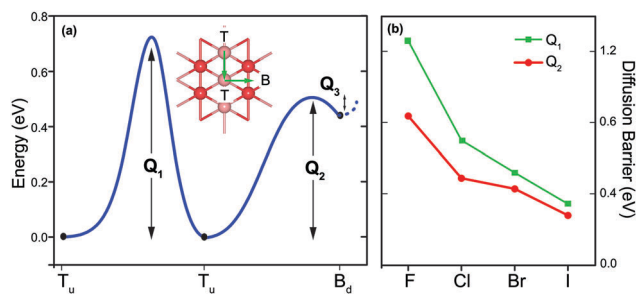 (a)
Energy (eV)
0.8
0.6
0.4
0.2
0.0
T
T
B
Q1
Q2
Q3
Tu
Tu
Bd
(b)
Q1
Q2
1.2
0.6
0.4
0.0
Diffusion Barrier (eV)
F Cl Br I